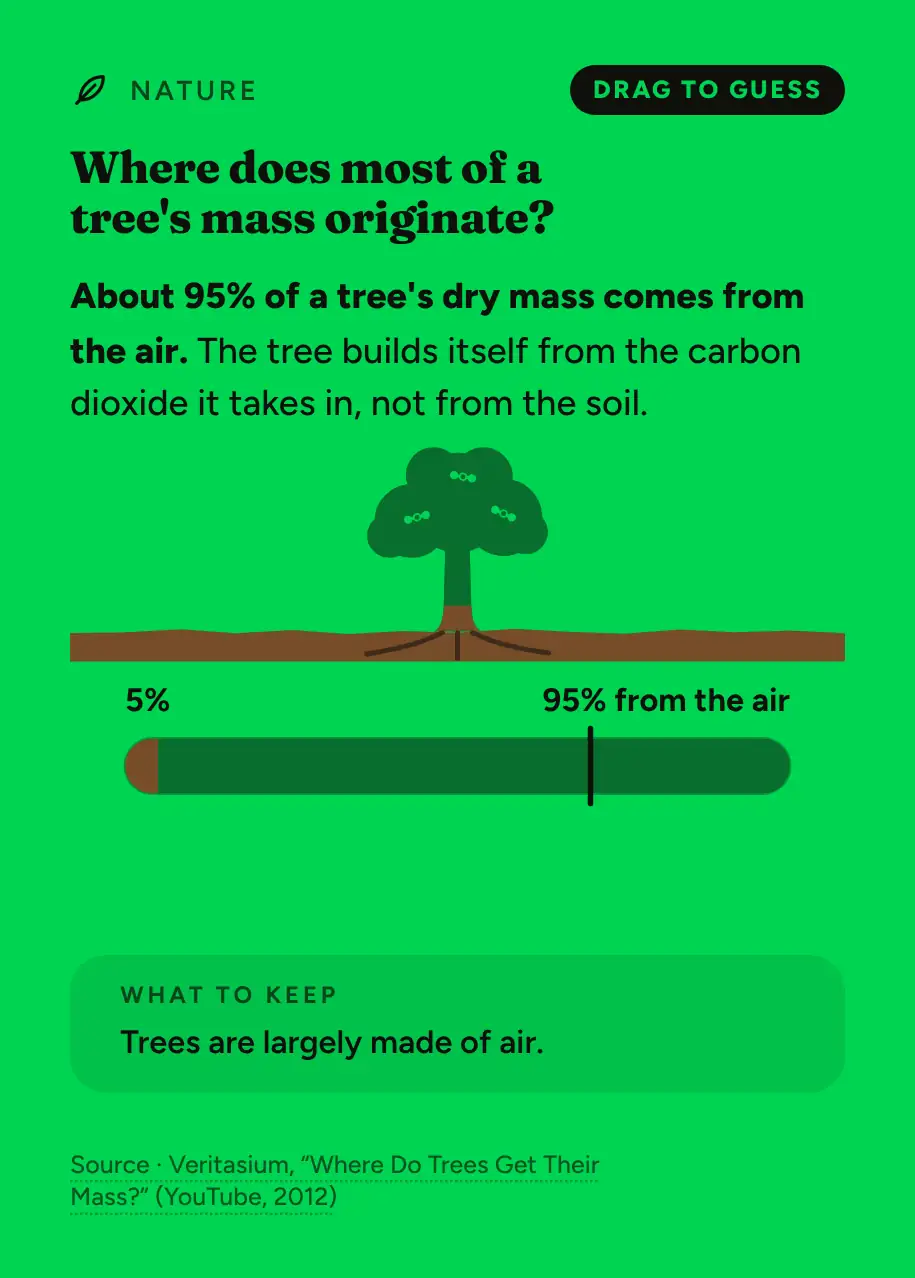 NATURE
DRAG TO GUESS
Where does most of a
tree's mass originate?
About 95% of a tree's dry mass comes from
the air. The tree builds itself from the carbon
dioxide it takes in, not from the soil.
5%
95% from the air
WHAT TO KEEP
Trees are largely made of air.
Source · Veritasium, “Where Do Trees Get Their
Mass?” (YouTube, 2012)